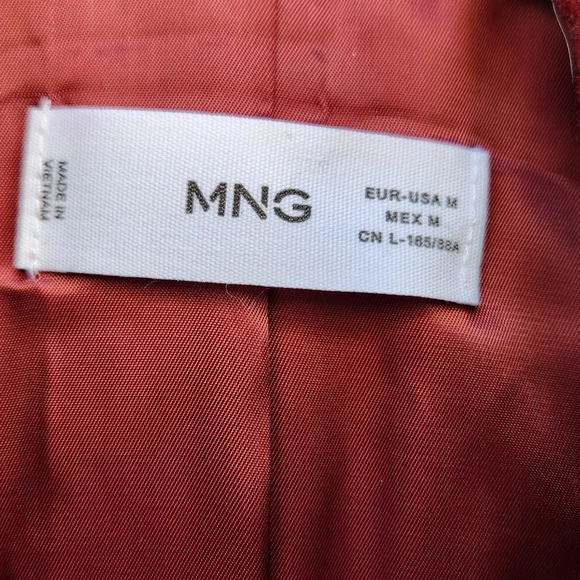 MADE IN
VIETNAM
MNG
EUR-USA M
MEX M
CN L-165/88A